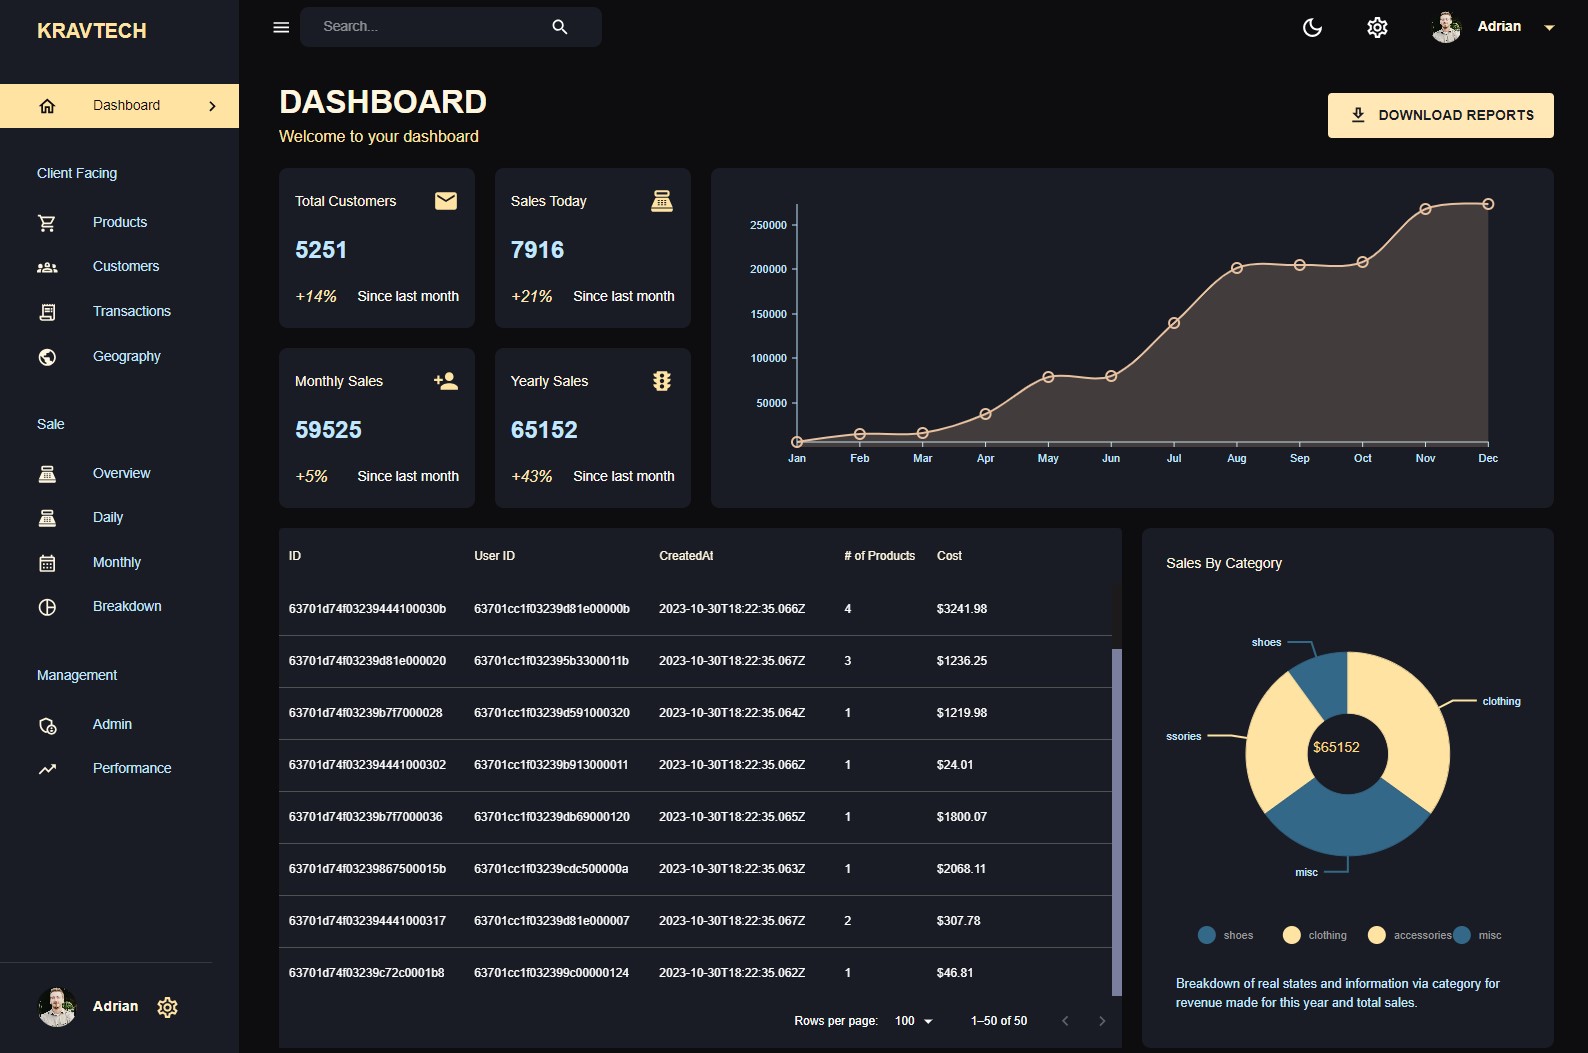 KRAVTECH
Search...
Adrian
Dashboard
Client Facing
Products
Customers
Transactions
Geography
Sale
Overview
Daily
Monthly
Breakdown
Management
Admin
Performance
Adrian
DASHBOARD
Welcome to your dashboard
DOWNLOAD REPORTS
Total Customers
5251
+14% Since last month
Sales Today
7916
+21% Since last month
Monthly Sales
59525
+5% Since last month
Yearly Sales
65152
+43% Since last month
250000
200000
150000
100000
50000
Jan Feb Mar Apr May Jun Jul Aug Sep Oct Nov Dec
ID User ID CreatedAt # of Products Cost
63701d74f03239444100030b 63701cc1f03239d81e00000b 2023-10-30T18:22:35.066Z 4 $3241.98
63701d74f03239d81e000020 63701cc1f032395b3300011b 2023-10-30T18:22:35.067Z 3 $1236.25
63701d74f03239b7f7000028 63701cc1f03239d591000320 2023-10-30T18:22:35.064Z 1 $1219.98
63701d74f032394441000302 63701cc1f03239b913000011 2023-10-30T18:22:35.066Z 1 $24.01
63701d74f03239b7f7000036 63701cc1f03239db69000120 2023-10-30T18:22:35.065Z 1 $1800.07
63701d74f03239867500015b 63701cc1f03239cdc500000a 2023-10-30T18:22:35.063Z 1 $2068.11
63701d74f032394441000317 63701cc1f03239d81e000007 2023-10-30T18:22:35.067Z 2 $307.78
63701d74f03239c72c0001b8 63701cc1f032399c00000124 2023-10-30T18:22:35.062Z 1 $46.81
Rows per page: 100 1–50 of 50
Sales By Category
shoes
clothing
ssories
$65152
misc
shoes clothing accessories misc
Breakdown of real states and information via category for
revenue made for this year and total sales.